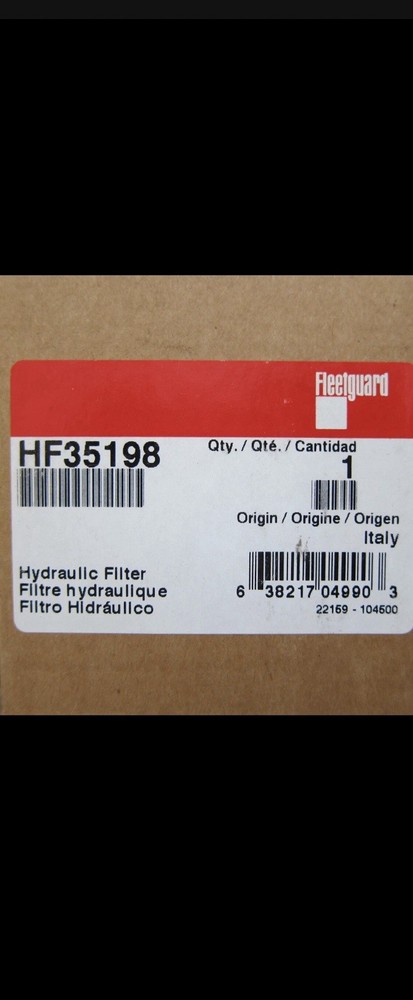 Fleetguard
HF35198
Qty. / Qté. / Cantidad
1
Origin / Origine / Origen
Italy
Hydraulic Filter
Filtre hydraulique
Filtro Hidráulico
6 38217 04990 3
22159 - 104500